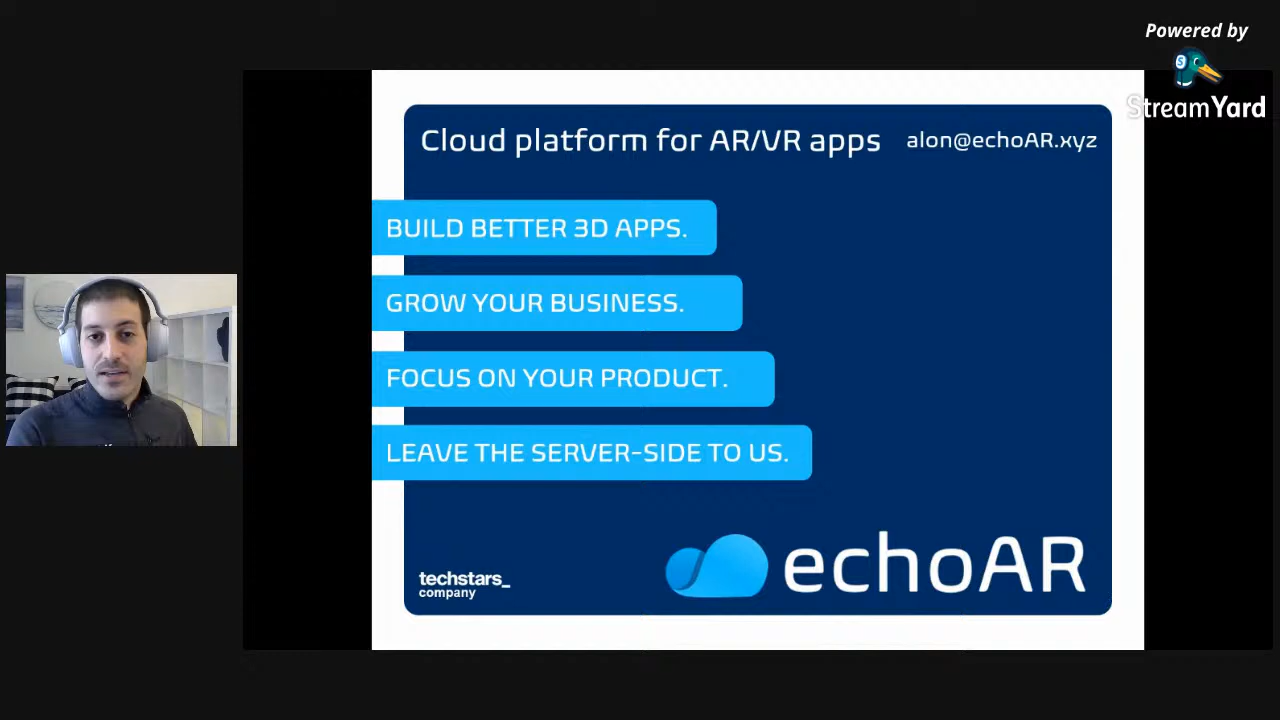 Powered by
StreamYard
Cloud platform for AR/VR apps
alon@echoAR.xyz
BUILD BETTER 3D APPS.
GROW YOUR BUSINESS.
FOCUS ON YOUR PRODUCT.
LEAVE THE SERVER-SIDE TO US.
techstars_
company
echoAR